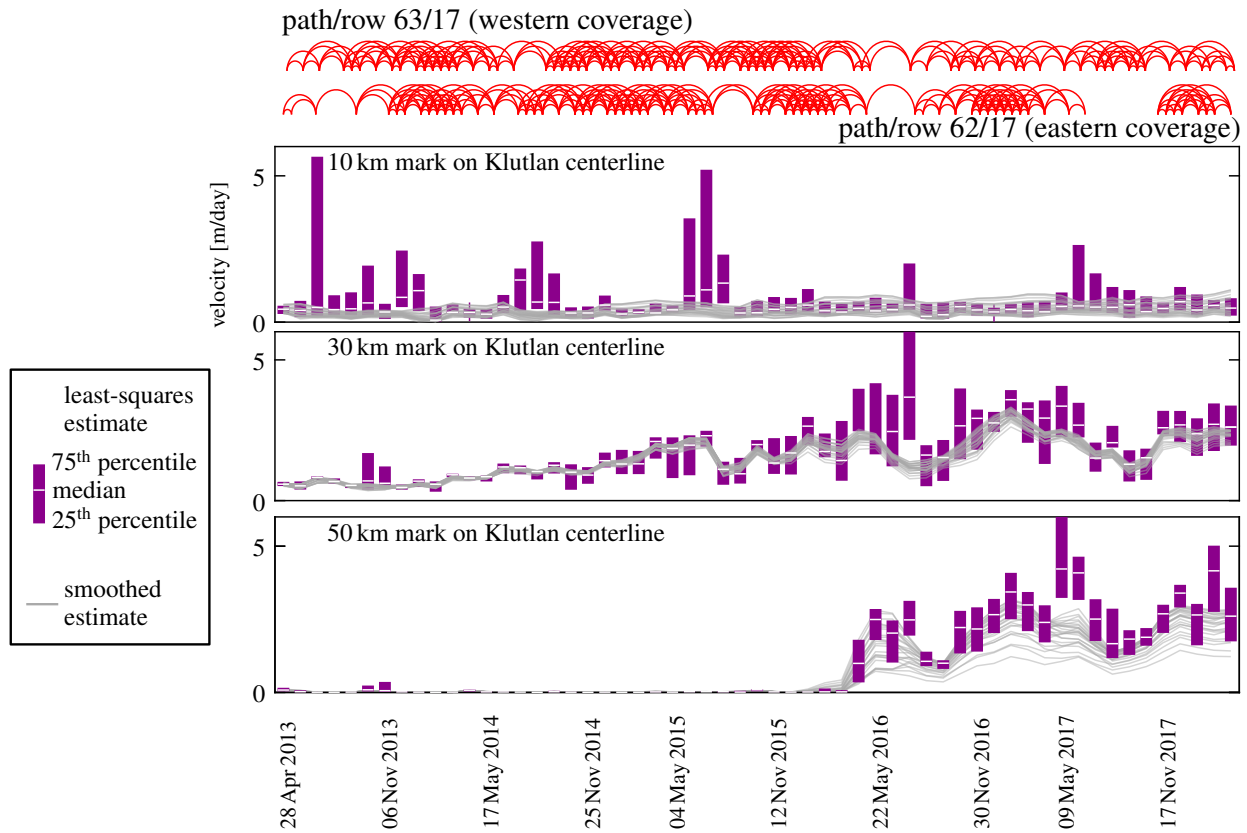 path/row 63/17 (western coverage)
path/row 62/17 (eastern coverage)
10 km mark on Klutlan centerline
5
0
velocity [m/day]
30 km mark on Klutlan centerline
5
0
least-squares
estimate
75th percentile
median
25th percentile
smoothed
estimate
50 km mark on Klutlan centerline
5
0
28 Apr 2013
06 Nov 2013
17 May 2014
25 Nov 2014
04 May 2015
12 Nov 2015
22 May 2016
30 Nov 2016
09 May 2017
17 Nov 2017